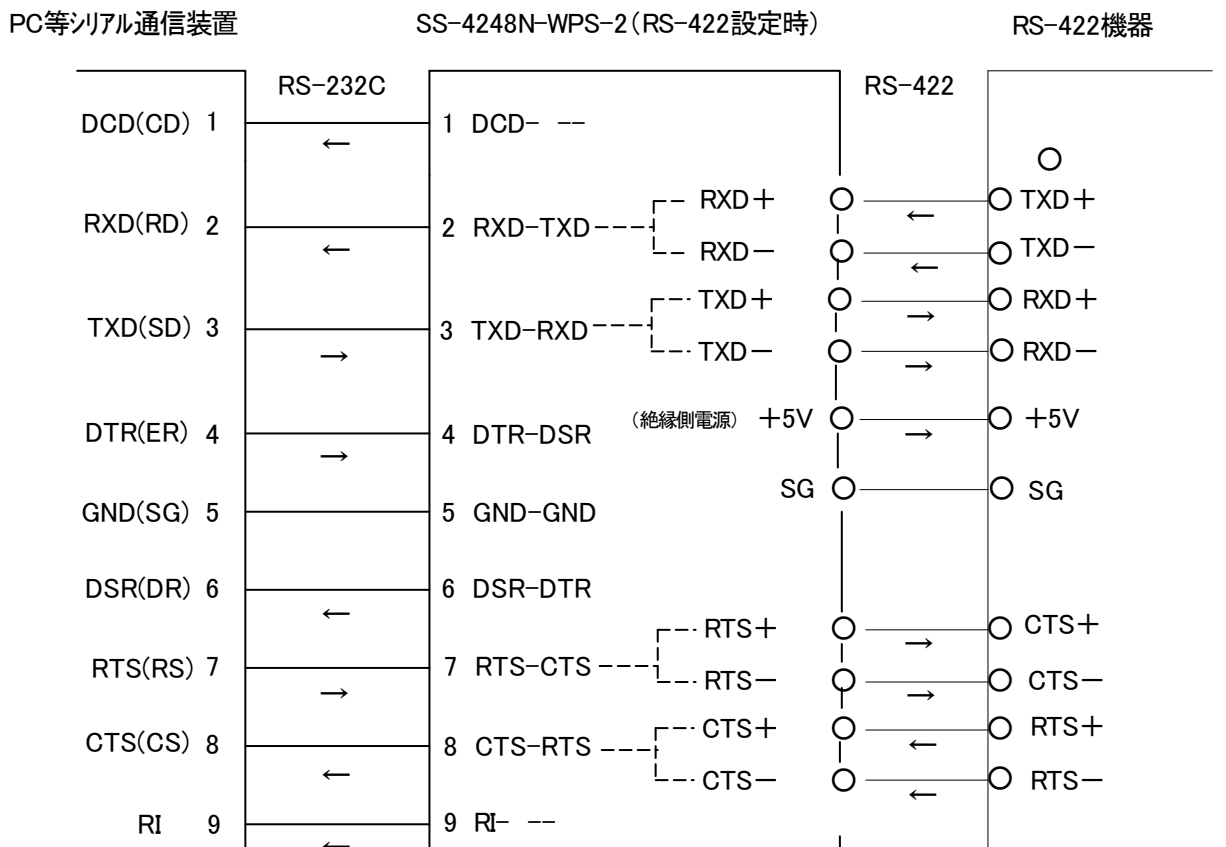 PC等シリアル通信装置 SS-4248N-WPS-2(RS-422設定時) RS-422機器
RS-232C RS-422
DCD(CD) 1 1 DCD- --
←
RXD+ TXD+
←
RXD(RD) 2 2 RXD-TXD
←
RXD- TXD-
←
TXD+ RXD+
→
TXD(SD) 3 3 TXD-RXD
→
TXD- RXD-
→
DTR(ER) 4 4 DTR-DSR (絶縁側電源) +5V +5V
→ →
SG SG
GND(SG) 5 5 GND-GND
DSR(DR) 6 6 DSR-DTR
←
RTS+ CTS+
→
RTS(RS) 7 7 RTS-CTS
→
RTS- CTS-
→
CTS+ RTS+
←
CTS(CS) 8 8 CTS-RTS
←
CTS- RTS-
←
RI 9 9 RI- --
←